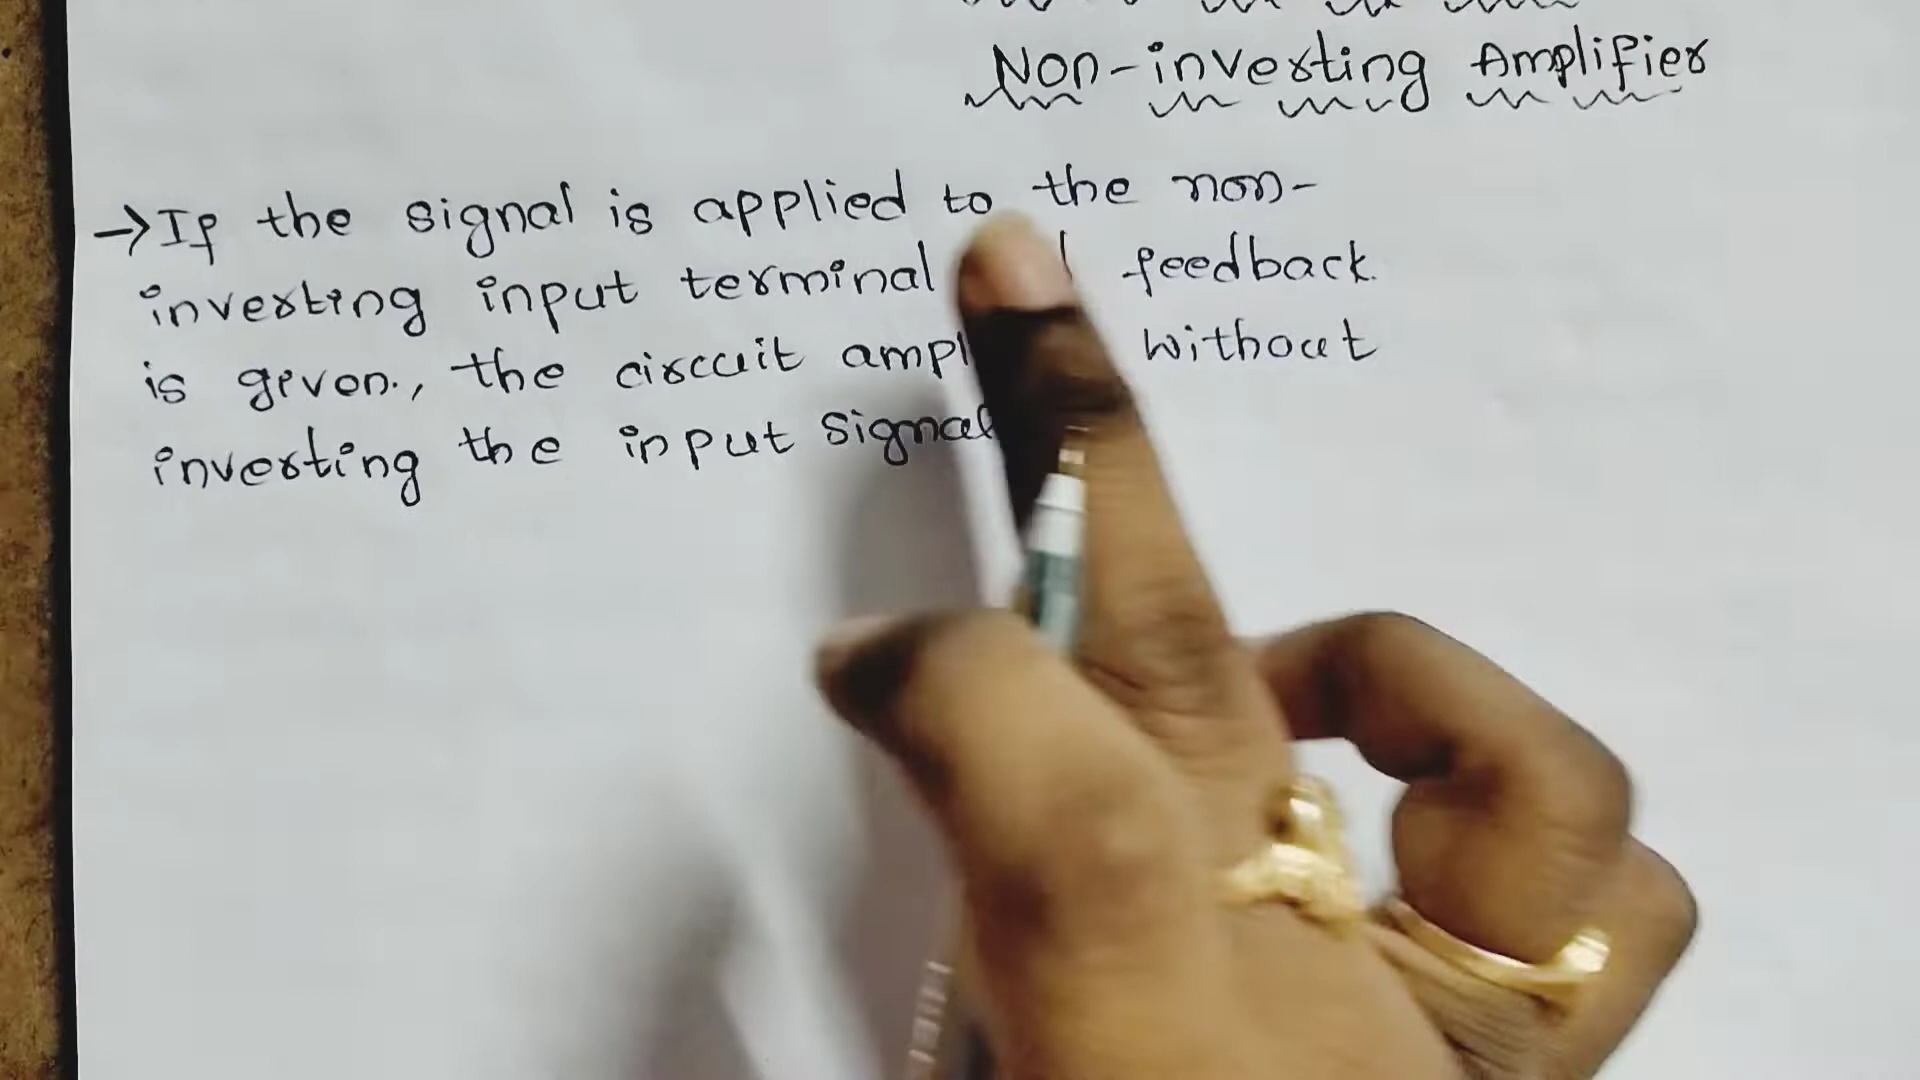 Non-inverting Amplifier
→If the signal is applied to the non-
inverting input terminal feedback.
is given., the circuit without
inverting the input signal